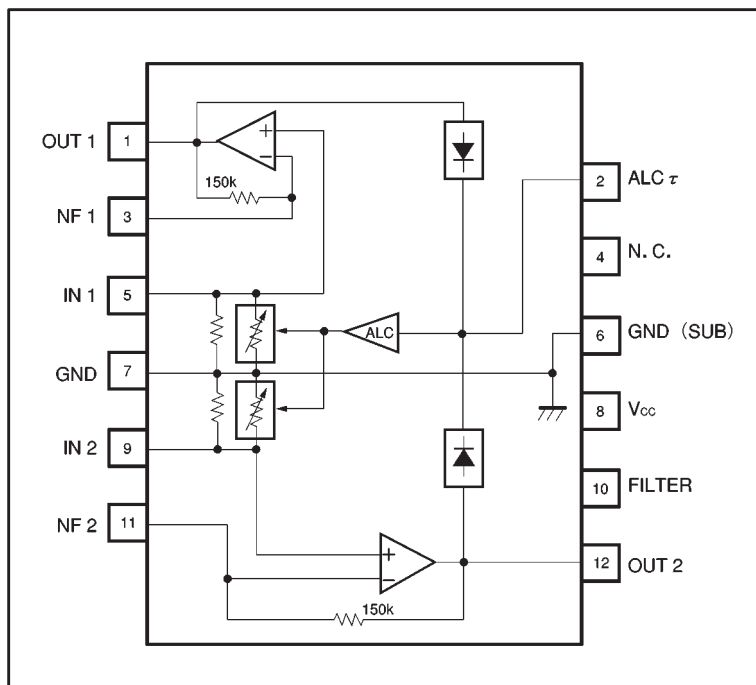 OUT 1
1
150k
NF 1
3
IN 1
5
GND
7
IN 2
9
NF 2
11
+
−
ALC
+
−
150k
2
ALC τ
4
N. C.
6
GND (SUB)
8
Vcc
10
FILTER
12
OUT 2